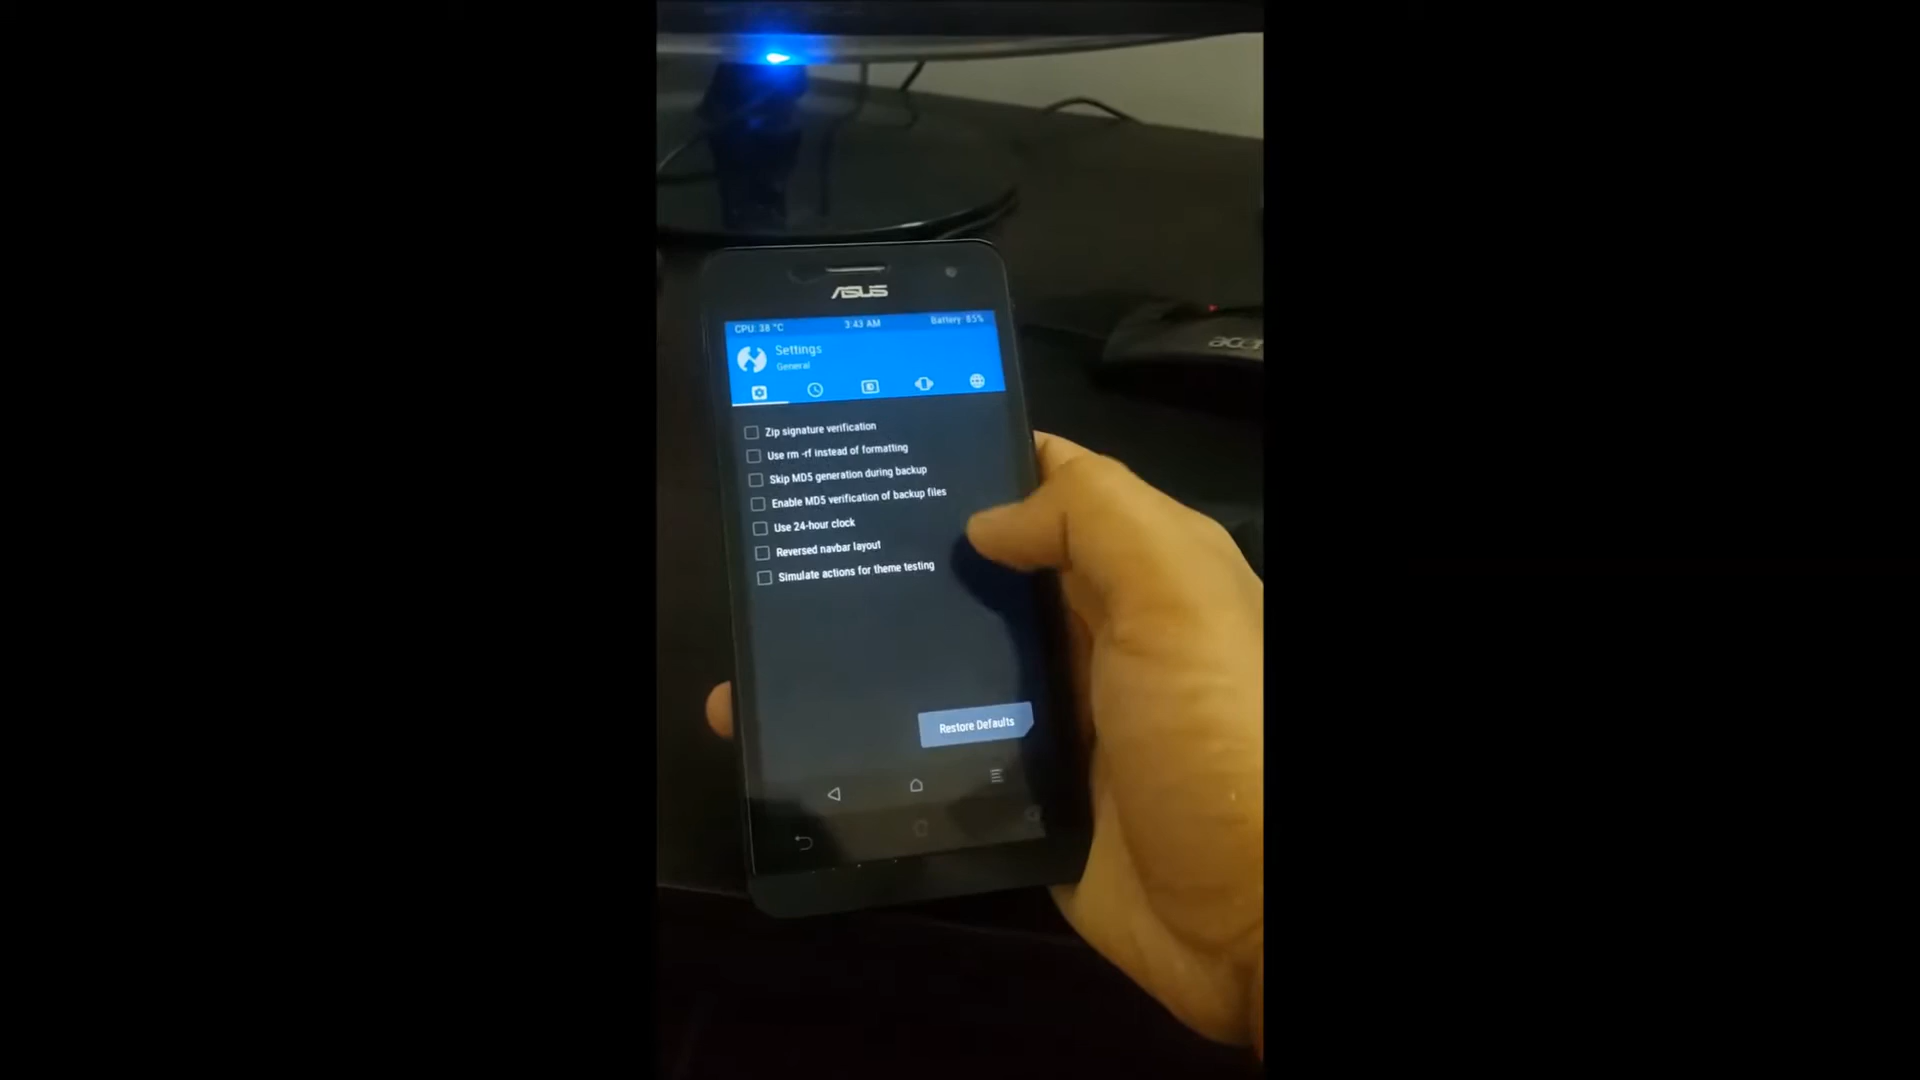 ASUS
CPU: 38 °C 3:43 AM Battery: 85%
Settings
General
Zip signature verification
Use rm -rf instead of formatting
Skip MD5 generation during backup
Enable MD5 verification of backup files
Use 24-hour clock
Reversed navbar layout
Simulate actions for theme testing
Restore Defaults
acer